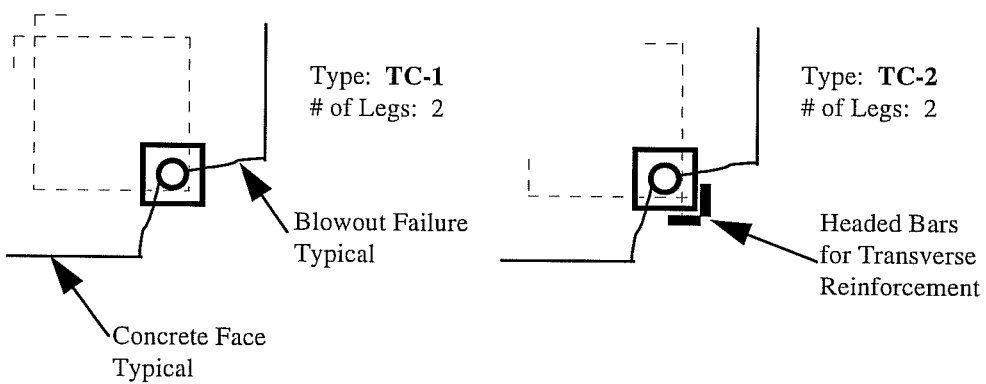 Type: TC-1
# of Legs: 2
Type: TC-2
# of Legs: 2
Blowout Failure
Typical
Headed Bars
for Transverse
Reinforcement
Concrete Face
Typical